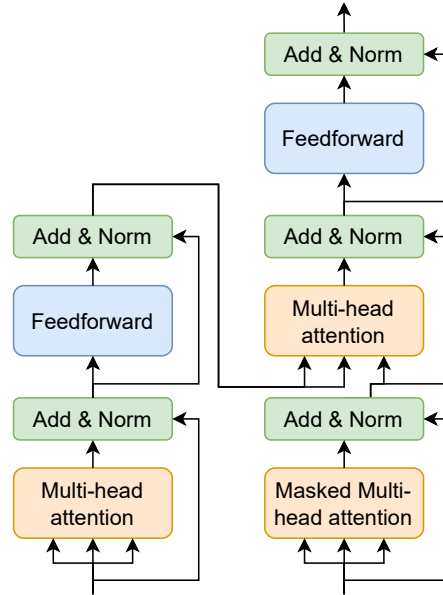 Add & Norm
Feedforward
Add & Norm
Multi-head
attention
Add & Norm
Masked Multi-
head attention
Add & Norm
Feedforward
Add & Norm
Multi-head
attention